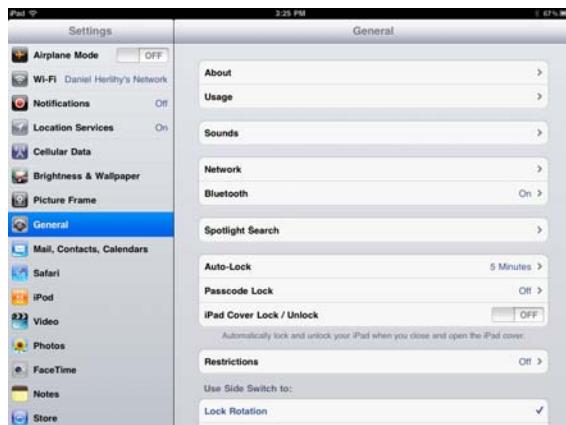 iPad 3:25 PM 67%
Settings
General
Airplane Mode OFF
Wi-Fi Daniel Herlihy's Network
Notifications Off
Location Services On
Cellular Data
Brightness & Wallpaper
Picture Frame
General
Mail, Contacts, Calendars
Safari
iPod
Video
Photos
FaceTime
Notes
Store
About
Usage
Sounds
Network
Bluetooth On
Spotlight Search
Auto-Lock 5 Minutes
Passcode Lock Off
iPad Cover Lock / Unlock OFF
Automatically lock and unlock your iPad when you close and open the iPad cover.
Restrictions Off
Use Side Switch to:
Lock Rotation